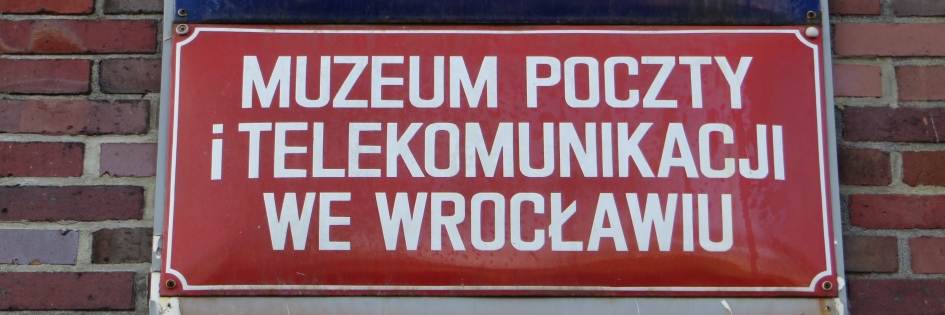 MUZEUM POCZTY
i TELEKOMUNIKACJI
WE WROCŁAWIU